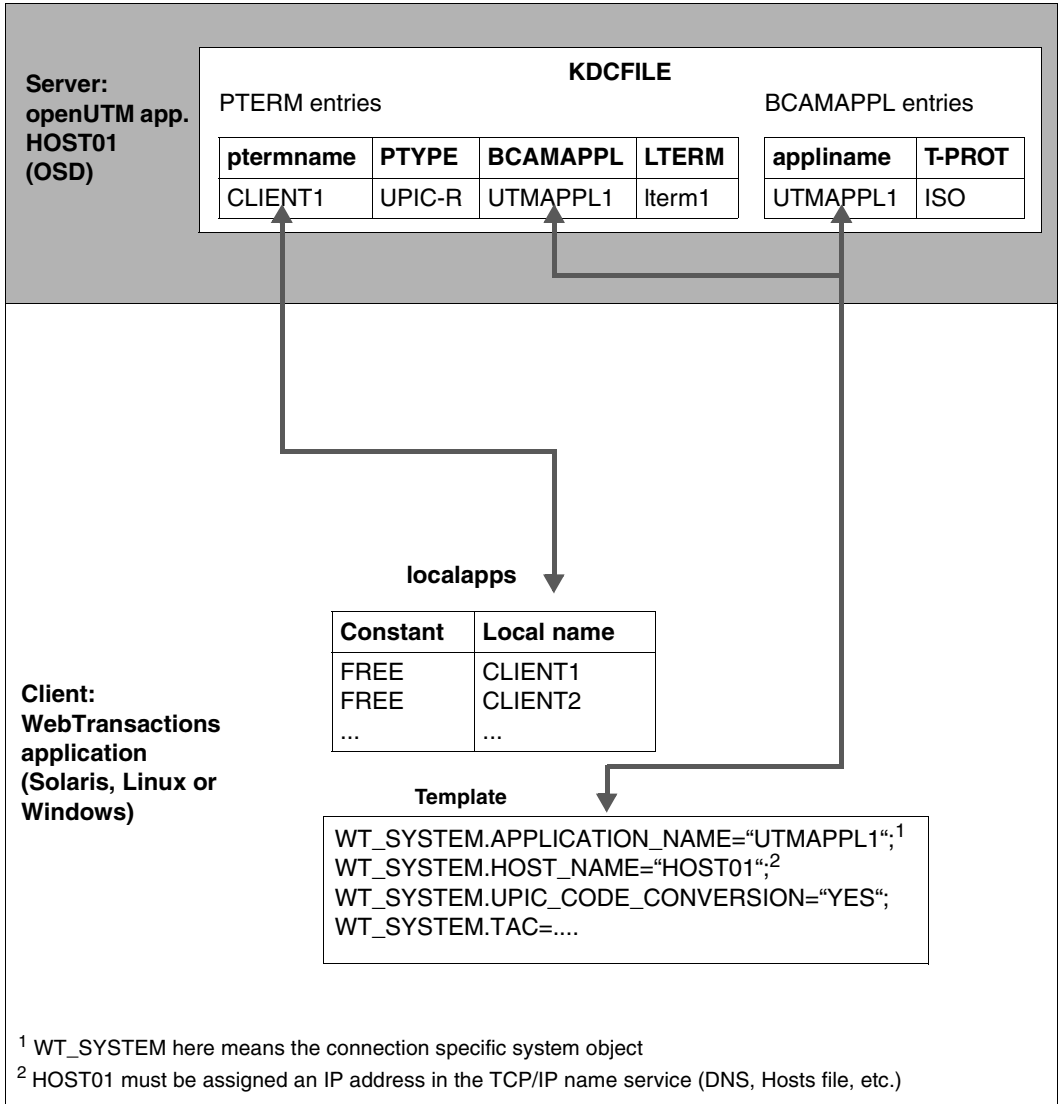 Server:
openUTM app.
HOST01
(OSD)
KDCFILE
PTERM entries
BCAMAPPL entries
ptermname PTYPE BCAMAPPL LTERM
CLIENT1 UPIC-R UTMAPPL1 lterm1
appliname T-PROT
UTMAPPL1 ISO
localapps
Constant Local name
FREE CLIENT1
FREE CLIENT2
... ...
Client:
WebTransactions
application
(Solaris, Linux or
Windows)
Template
WT_SYSTEM.APPLICATION_NAME=“UTMAPPL1“;1
WT_SYSTEM.HOST_NAME=“HOST01“;2
WT_SYSTEM.UPIC_CODE_CONVERSION=“YES“;
WT_SYSTEM.TAC=....
1 WT_SYSTEM here means the connection specific system object
2 HOST01 must be assigned an IP address in the TCP/IP name service (DNS, Hosts file, etc.)